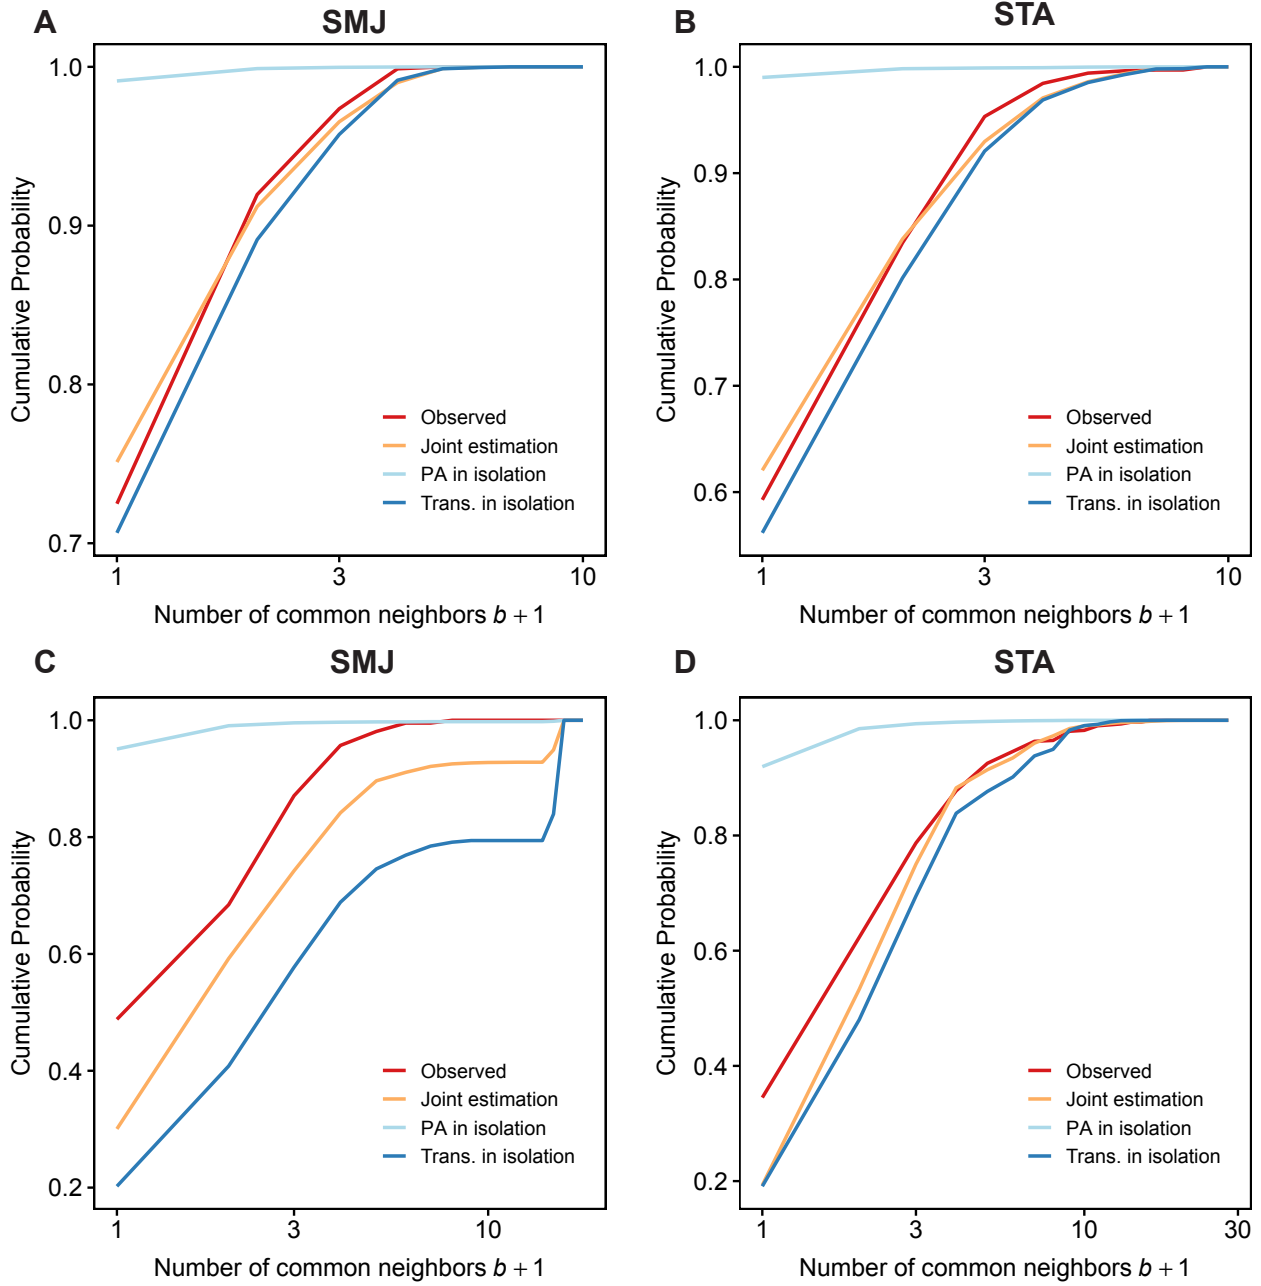 A
SMJ
1.0
0.9
0.8
0.7
Cumulative Probability
Observed
Joint estimation
PA in isolation
Trans. in isolation
1
3
10
Number of common neighbors b + 1
B
STA
1.0
0.9
0.8
0.7
0.6
Cumulative Probability
Observed
Joint estimation
PA in isolation
Trans. in isolation
1
3
10
Number of common neighbors b + 1
C
SMJ
1.0
0.8
0.6
0.4
0.2
Cumulative Probability
Observed
Joint estimation
PA in isolation
Trans. in isolation
1
3
10
Number of common neighbors b + 1
D
STA
1.0
0.8
0.6
0.4
0.2
Cumulative Probability
Observed
Joint estimation
PA in isolation
Trans. in isolation
1
3
10
30
Number of common neighbors b + 1